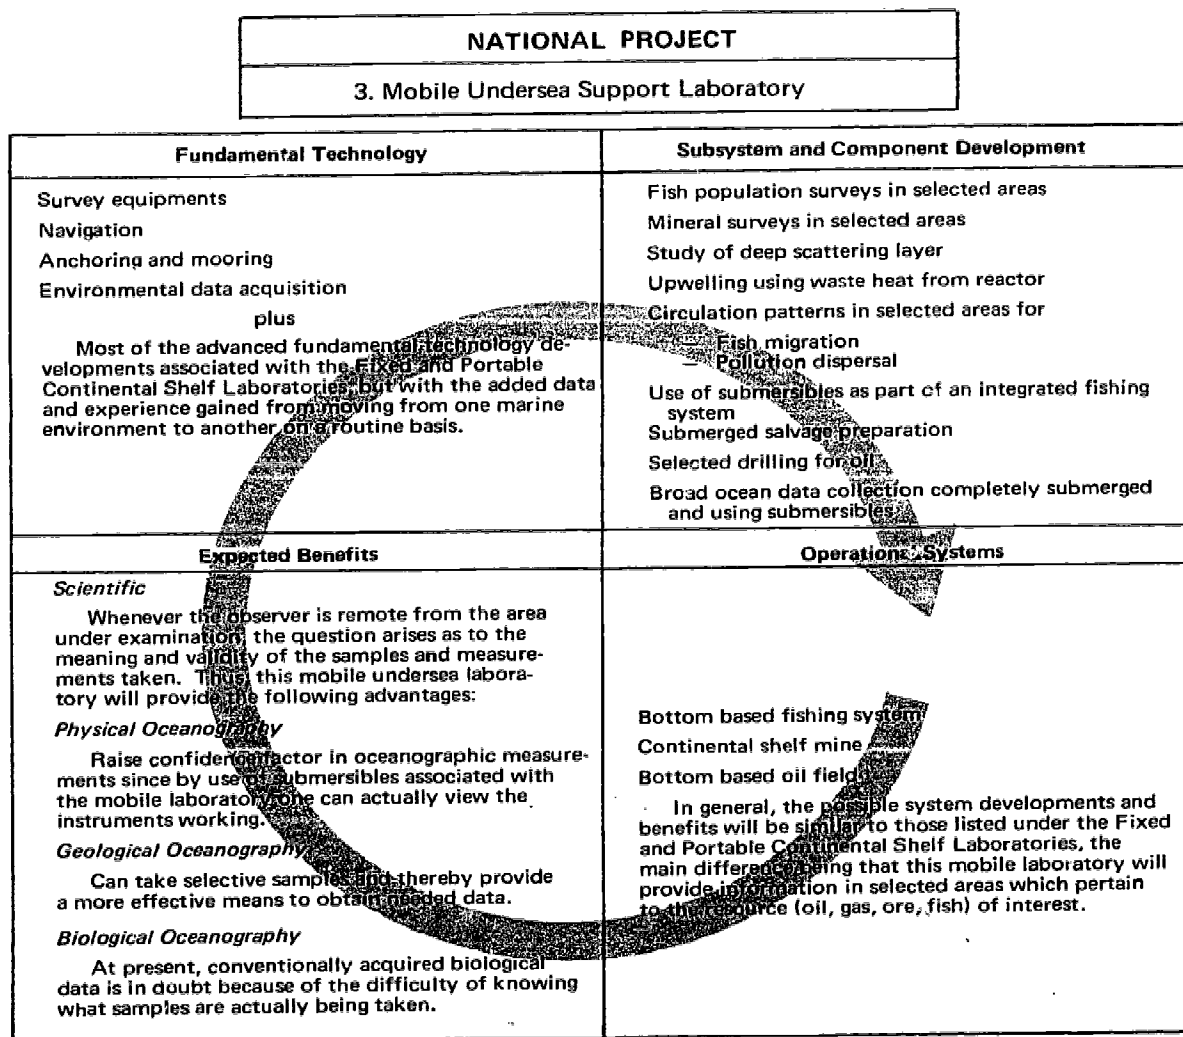 NATIONAL PROJECT
3. Mobile Undersea Support Laboratory
Fundamental Technology
Survey equipments
Navigation
Anchoring and mooring
Environmental data acquisition
plus
Most of the advanced fundamental technology de-
velopments associated with the Fixed and Portable
Continental Shelf Laboratories, but with the added data
and experience gained from moving from one marine
environment to another on a routine basis.
Subsystem and Component Development
Fish population surveys in selected areas
Mineral surveys in selected areas
Study of deep scattering layer
Upwelling using waste heat from reactor
Circulation patterns in selected areas for
— Fish migration
— Pollution dispersal
Use of submersibles as part of an integrated fishing
system
Submerged salvage preparation
Selected drilling for oil
Broad ocean data collection completely submerged
and using submersibles
Expected Benefits
Scientific
Whenever the observer is remote from the area
under examination, the question arises as to the
meaning and validity of the samples and measure-
ments taken. Thus, this mobile undersea labora-
tory will provide the following advantages:
Physical Oceanography
Raise confidence factor in oceanographic measure-
ments since by use of submersibles associated with
the mobile laboratory one can actually view the
instruments working.
Geological Oceanography
Can take selective samples and thereby provide
a more effective means to obtain needed data.
Biological Oceanography
At present, conventionally acquired biological
data is in doubt because of the difficulty of knowing
what samples are actually being taken.
Operational Systems
Bottom based fishing system
Continental shelf mine
Bottom based oil field
In general, the possible system developments and
benefits will be similar to those listed under the Fixed
and Portable Continental Shelf Laboratories, the
main difference being that this mobile laboratory will
provide information in selected areas which pertain
to the resource (oil, gas, ore, fish) of interest.